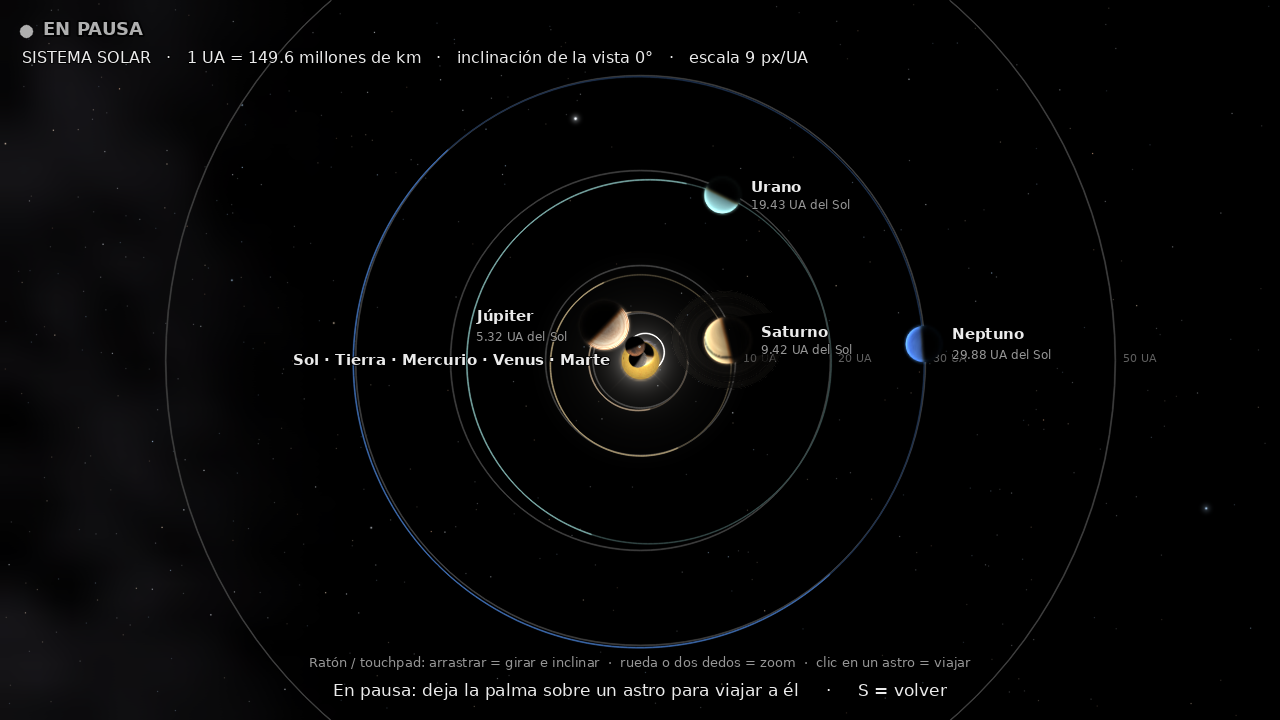 EN PAUSA
SISTEMA SOLAR · 1 UA = 149.6 millones de km · inclinación de la vista 0° · escala 9 px/UA
Urano
19.43 UA del Sol
Júpiter
5.32 UA del Sol
Saturno
9.42 UA del Sol
Neptuno
29.88 UA del Sol
Sol · Tierra · Mercurio · Venus · Marte
10 UA
20 UA
30 UA
50 UA
Ratón / touchpad: arrastrar = girar e inclinar · rueda o dos dedos = zoom · clic en un astro = viajar
En pausa: deja la palma sobre un astro para viajar a él · S = volver